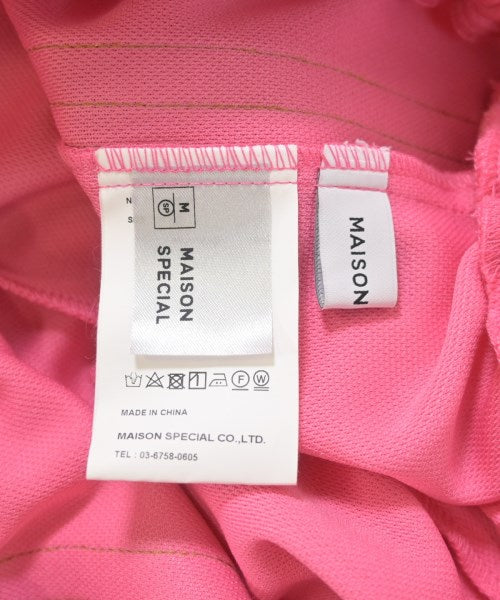 N
S
M
SP
MAISON
SPECIAL
MAISON
F
W
MADE IN CHINA
MAISON SPECIAL CO.,LTD.
TEL : 03-6758-0605